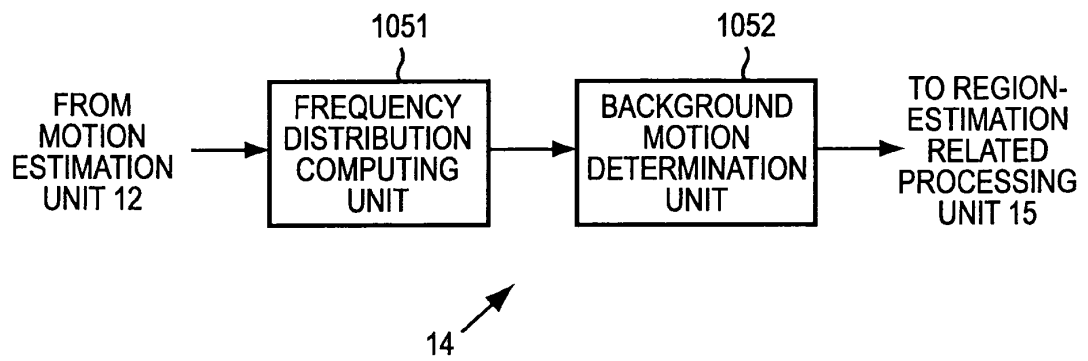 1051
1052
FROM
MOTION
ESTIMATION
UNIT 12
FREQUENCY
DISTRIBUTION
COMPUTING
UNIT
BACKGROUND
MOTION
DETERMINATION
UNIT
TO REGION-
ESTIMATION
RELATED
PROCESSING
UNIT 15
14